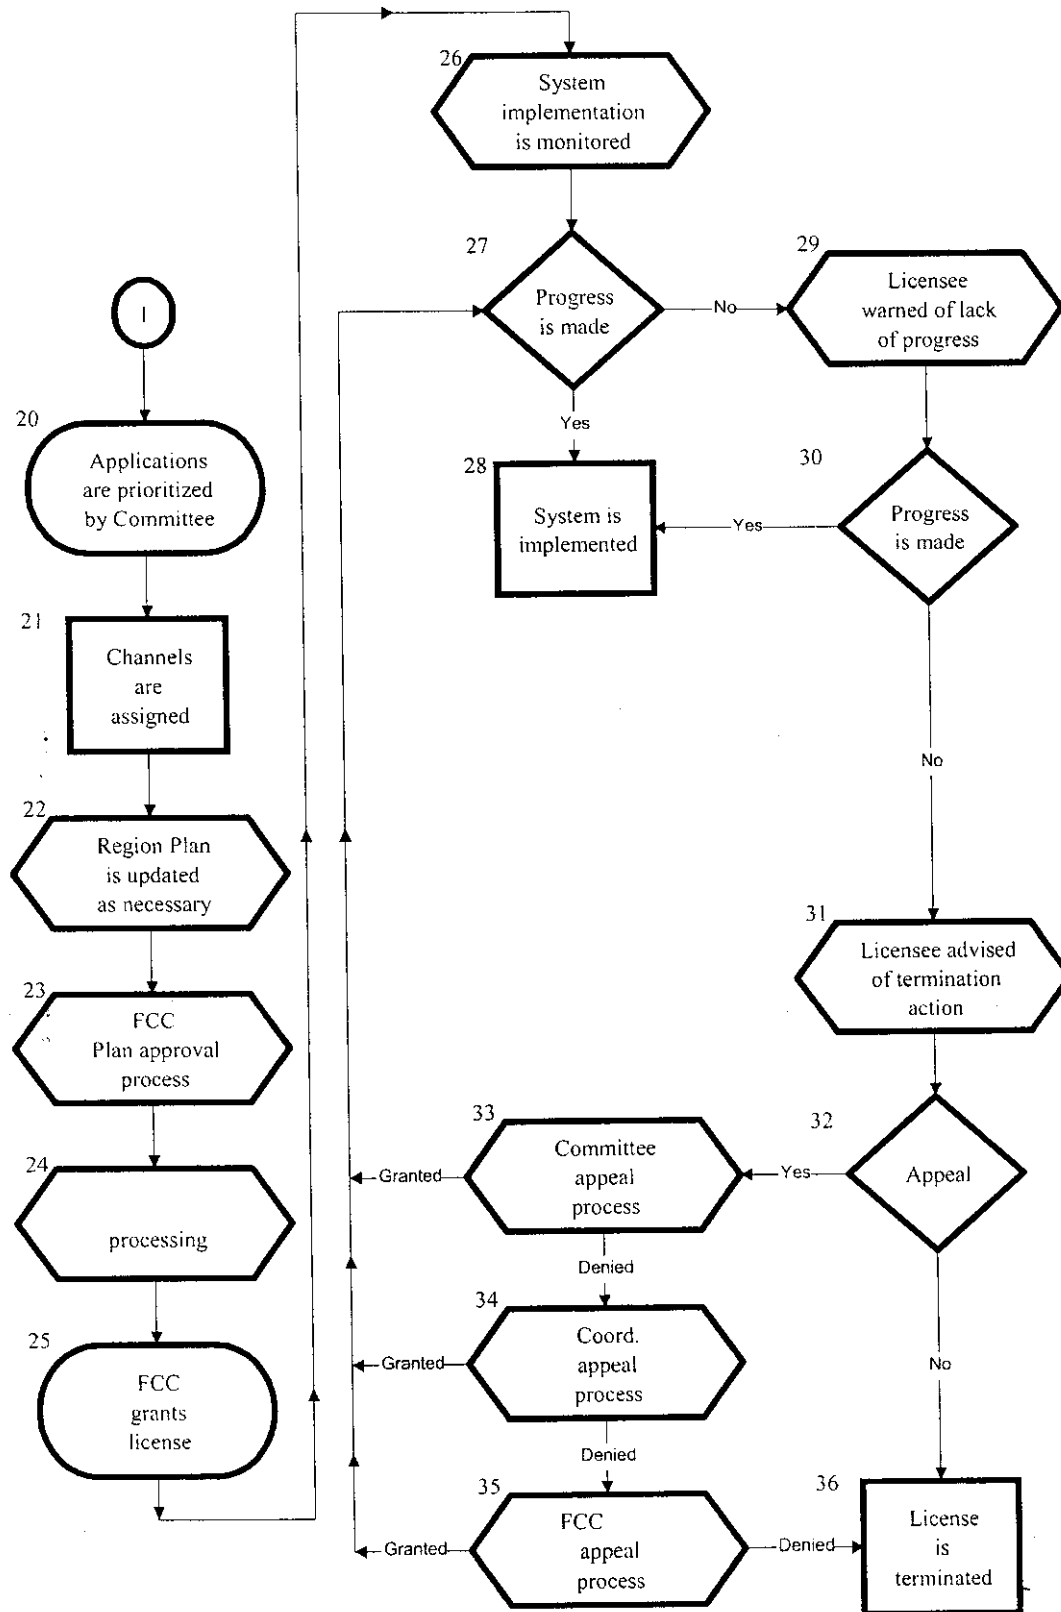 I
20
Applications
are prioritized
by Committee
21
Channels
are
assigned
22
Region Plan
is updated
as necessary
23
FCC
Plan approval
process
24
processing
25
FCC
grants
license
26
System
implementation
is monitored
27
Progress
is made
No
Yes
28
System is
implemented
29
Licensee
warned of lack
of progress
30
Progress
is made
Yes
No
31
Licensee advised
of termination
action
32
Appeal
Yes
No
33
Committee
appeal
process
Granted
Denied
34
Coord.
appeal
process
Granted
Denied
35
FCC
appeal
process
Granted
Denied
36
License
is
terminated